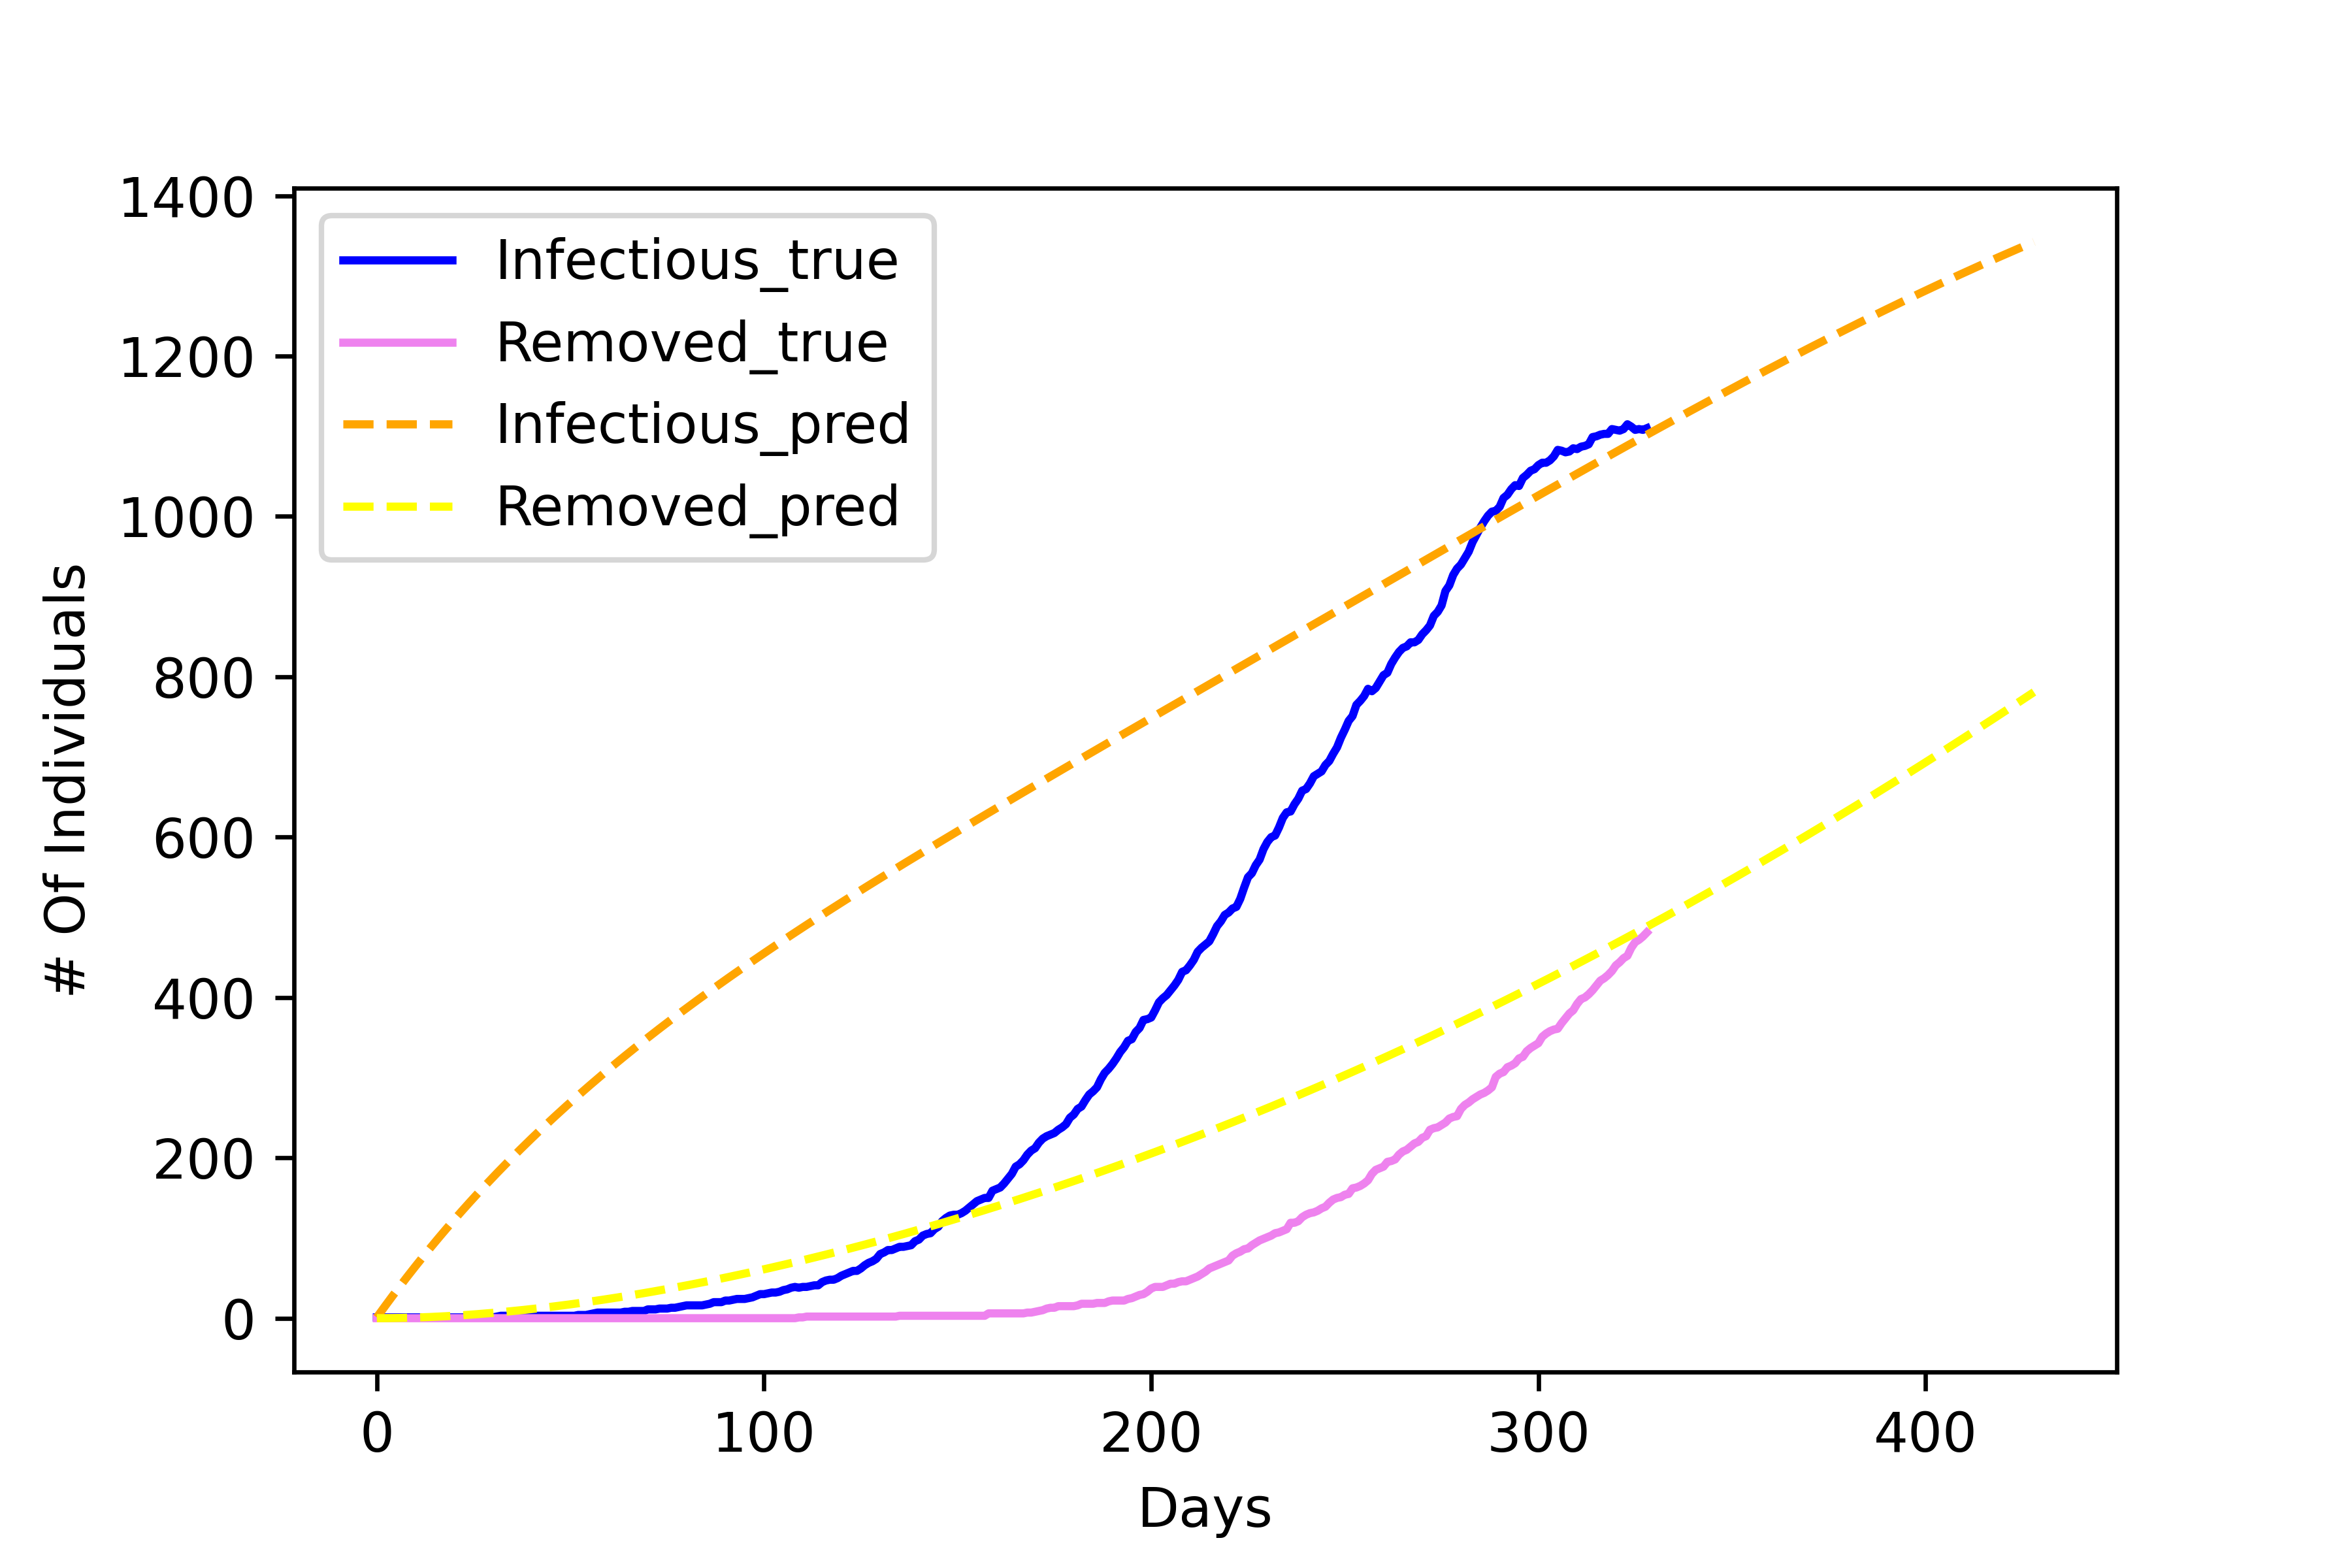 1400
1200
1000
800
600
400
200
0
# Of Individuals
Infectious_true
Removed_true
Infectious_pred
Removed_pred
0 100 200 300 400
Days